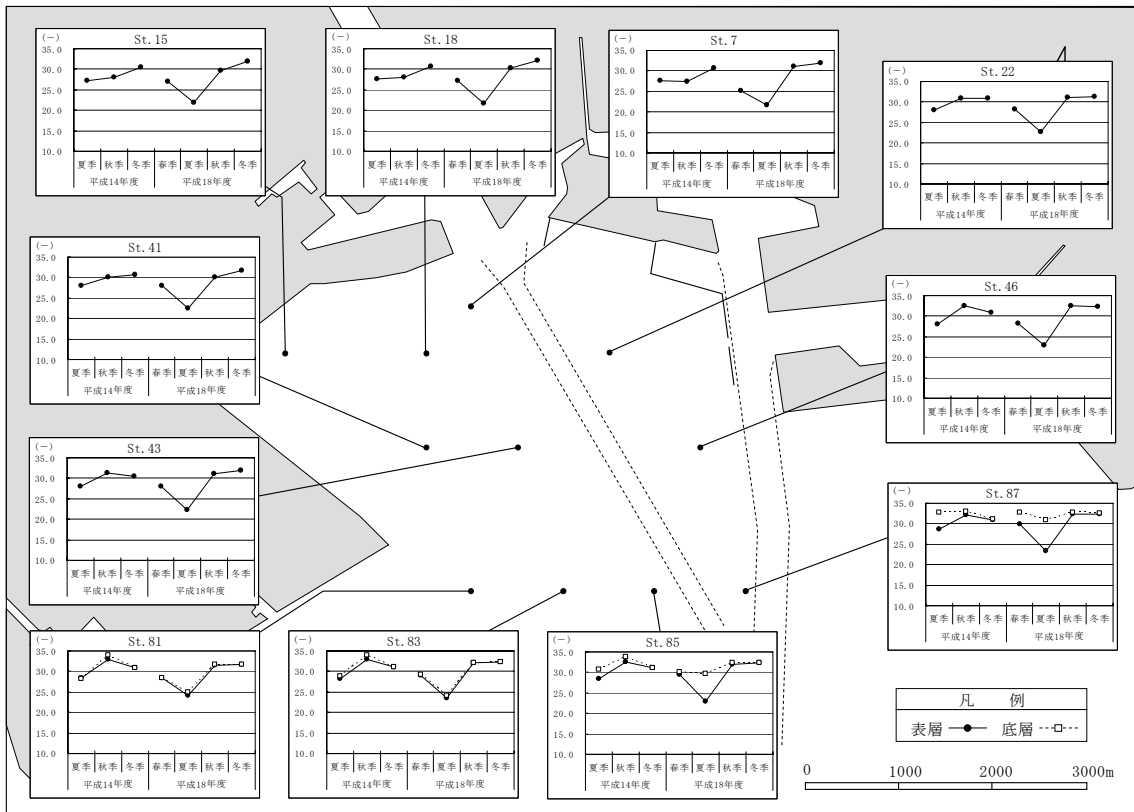 St.15
(－)
35.0
30.0
25.0
20.0
15.0
10.0
夏季 秋季 冬季 春季 夏季 秋季 冬季
平成14年度 平成18年度
St.18
(－)
35.0
30.0
25.0
20.0
15.0
10.0
夏季 秋季 冬季 春季 夏季 秋季 冬季
平成14年度 平成18年度
St.7
(－)
35.0
30.0
25.0
20.0
15.0
10.0
夏季 秋季 冬季 春季 夏季 秋季 冬季
平成14年度 平成18年度
St.22
(－)
35.0
30.0
25.0
20.0
15.0
10.0
夏季 秋季 冬季 春季 夏季 秋季 冬季
平成14年度 平成18年度
St.41
(－)
35.0
30.0
25.0
20.0
15.0
10.0
夏季 秋季 冬季 春季 夏季 秋季 冬季
平成14年度 平成18年度
St.46
(－)
35.0
30.0
25.0
20.0
15.0
10.0
夏季 秋季 冬季 春季 夏季 秋季 冬季
平成14年度 平成18年度
St.43
(－)
35.0
30.0
25.0
20.0
15.0
10.0
夏季 秋季 冬季 春季 夏季 秋季 冬季
平成14年度 平成18年度
St.87
(－)
35.0
30.0
25.0
20.0
15.0
10.0
夏季 秋季 冬季 春季 夏季 秋季 冬季
平成14年度 平成18年度
St.81
(－)
35.0
30.0
25.0
20.0
15.0
10.0
夏季 秋季 冬季 春季 夏季 秋季 冬季
平成14年度 平成18年度
St.83
(－)
35.0
30.0
25.0
20.0
15.0
10.0
夏季 秋季 冬季 春季 夏季 秋季 冬季
平成14年度 平成18年度
St.85
(－)
35.0
30.0
25.0
20.0
15.0
10.0
夏季 秋季 冬季 春季 夏季 秋季 冬季
平成14年度 平成18年度
凡 例
表層 底層
0 1000 2000 3000m